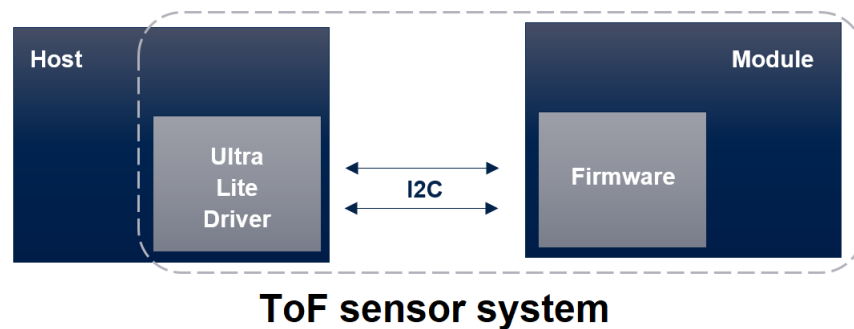 Host
Module
Ultra
Lite
Driver
I2C
Firmware
ToF sensor system